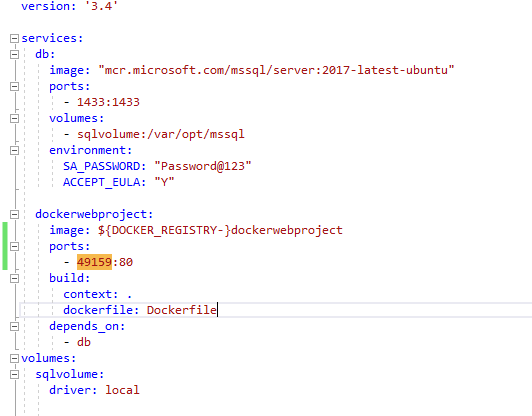 version: '3.4'
services:
db:
image: "mcr.microsoft.com/mssql/server:2017-latest-ubuntu"
ports:
- 1433:1433
volumes:
- sqlvolume:/var/opt/mssql
environment:
SA_PASSWORD: "Password@123"
ACCEPT_EULA: "Y"
dockerwebproject:
image: ${DOCKER_REGISTRY-}dockerwebproject
ports:
- 49159:80
build:
context: .
dockerfile: Dockerfile
depends_on:
- db
volumes:
sqlvolume:
driver: local